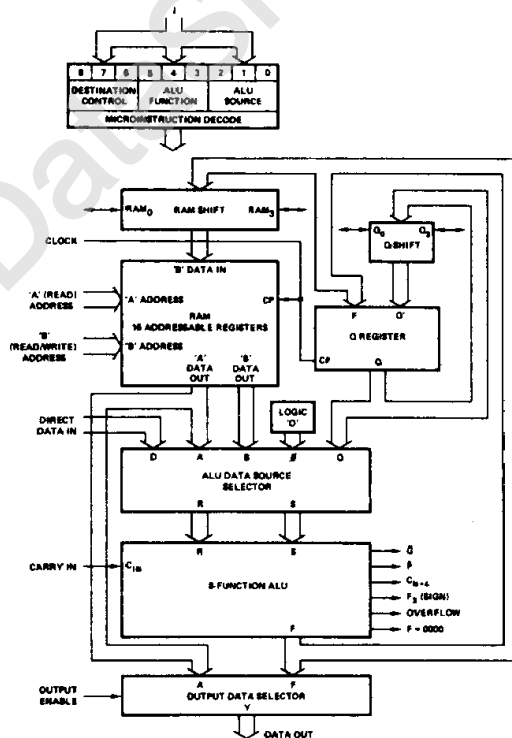 I
8 7 6 5 4 3 2 1 0
DESTINATION CONTROL
ALU FUNCTION
ALU SOURCE
MICROINSTRUCTION DECODE
RAM0
RAM SHIFT
RAM3
Q0
Q3
Q SHIFT
CLOCK
'B' DATA IN
'A' (READ)
ADDRESS
'A' ADDRESS
CP
RAM
16 ADDRESSABLE REGISTERS
'B'
(READ/WRITE)
ADDRESS
'B' ADDRESS
'A'
DATA
OUT
'B'
DATA
OUT
F
Q'
Q REGISTER
CP
Q
LOGIC
'0'
DIRECT
DATA IN
D A B Ø Q
ALU DATA SOURCE
SELECTOR
R S
R S
CARRY IN
Cin
8-FUNCTION ALU
F
Ḡ
P̄
Cn+4
F3 (SIGN)
OVERFLOW
F = 0000
OUTPUT
ENABLE
A F
OUTPUT DATA SELECTOR
Y
DATA OUT